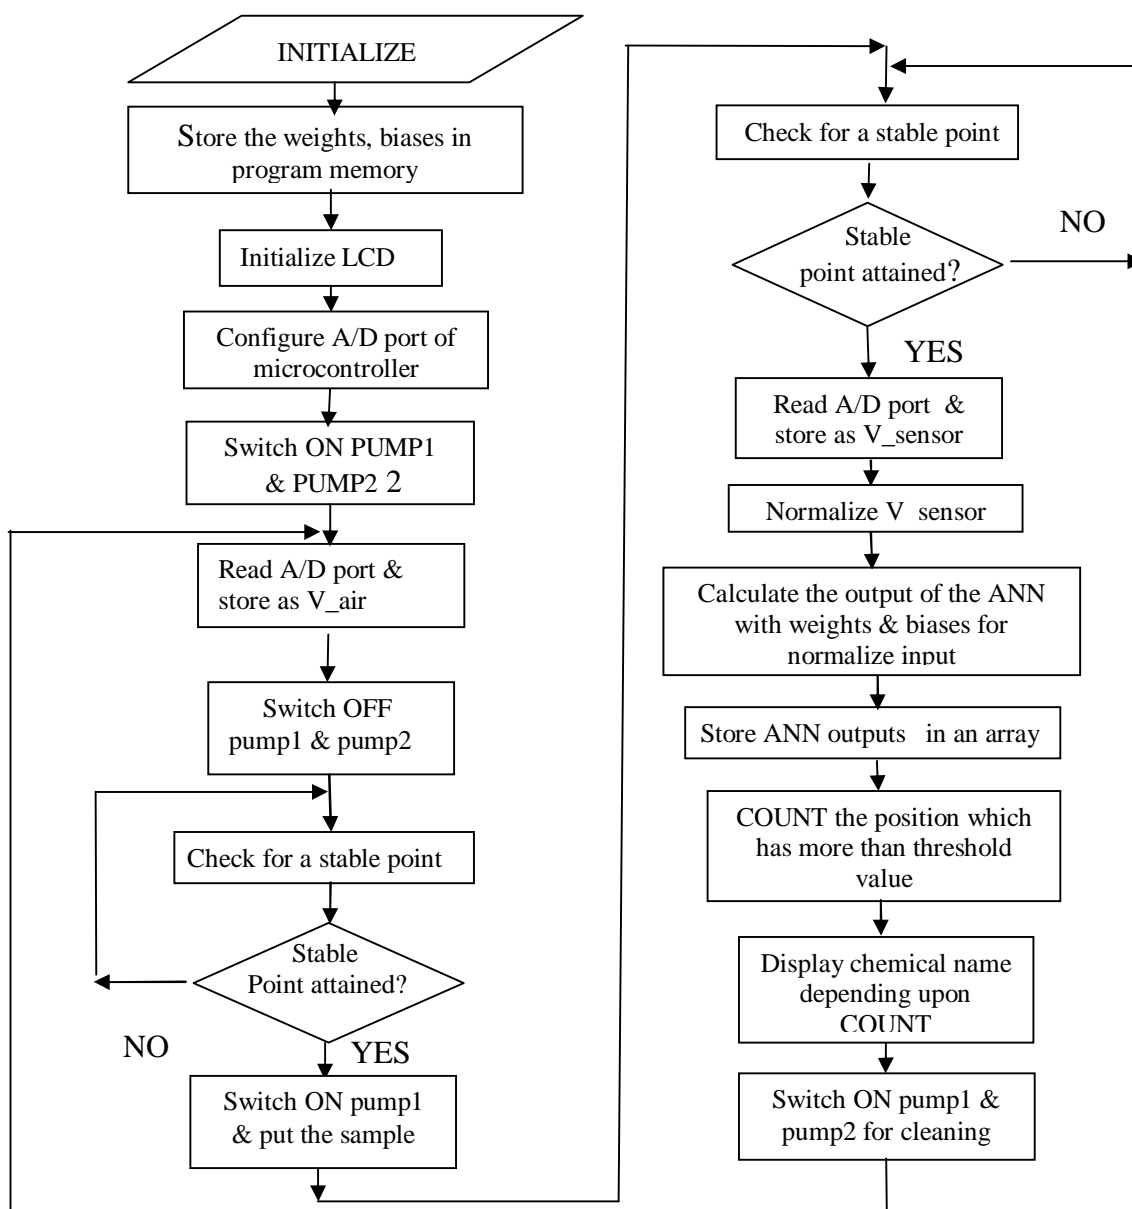 INITIALIZE
Store the weights, biases in
program memory
Initialize LCD
Configure A/D port of
microcontroller
Switch ON PUMP1
& PUMP2 2
Read A/D port &
store as V_air
Switch OFF
pump1 & pump2
Check for a stable point
Stable
Point attained?
NO
YES
Switch ON pump1
& put the sample
Check for a stable point
Stable
point attained?
NO
YES
Read A/D port &
store as V_sensor
Normalize V sensor
Calculate the output of the ANN
with weights & biases for
normalize input
Store ANN outputs in an array
COUNT the position which
has more than threshold
value
Display chemical name
depending upon
COUNT
Switch ON pump1 &
pump2 for cleaning